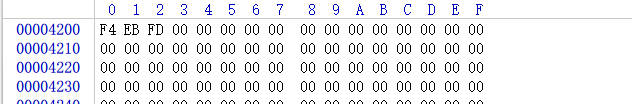 0 1 2 3 4 5 6 7 8 9 A B C D E F
00004200 F4 EB FD 00 00 00 00 00 00 00 00 00 00 00 00 00
00004210 00 00 00 00 00 00 00 00 00 00 00 00 00 00 00 00
00004220 00 00 00 00 00 00 00 00 00 00 00 00 00 00 00 00
00004230 00 00 00 00 00 00 00 00 00 00 00 00 00 00 00 00